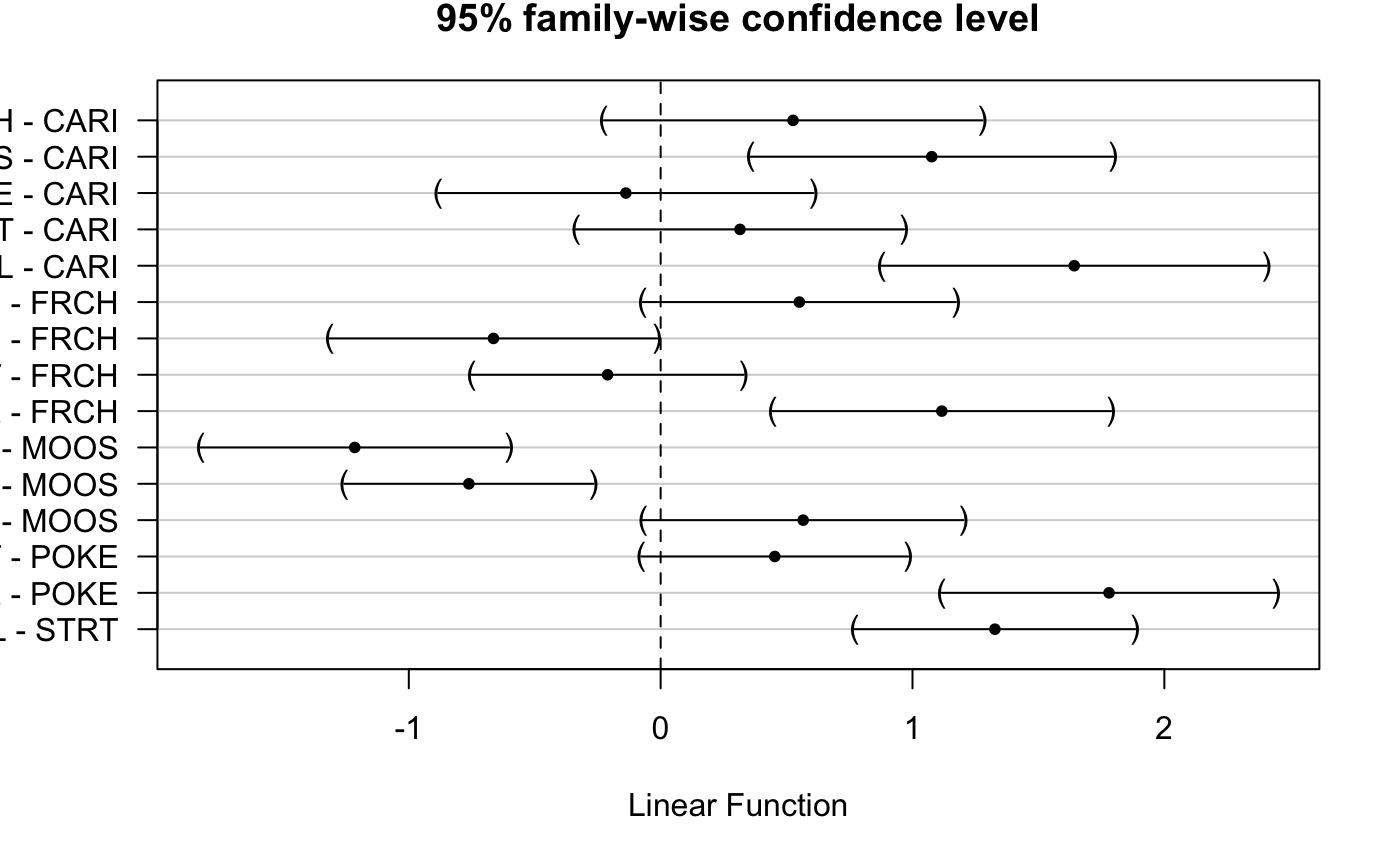 95% family-wise confidence level
H - CARI
S - CARI
E - CARI
T - CARI
L - CARI
- FRCH
- FRCH
- FRCH
- FRCH
- MOOS
- MOOS
- MOOS
- POKE
- POKE
- STRT
-1 0 1 2
Linear Function